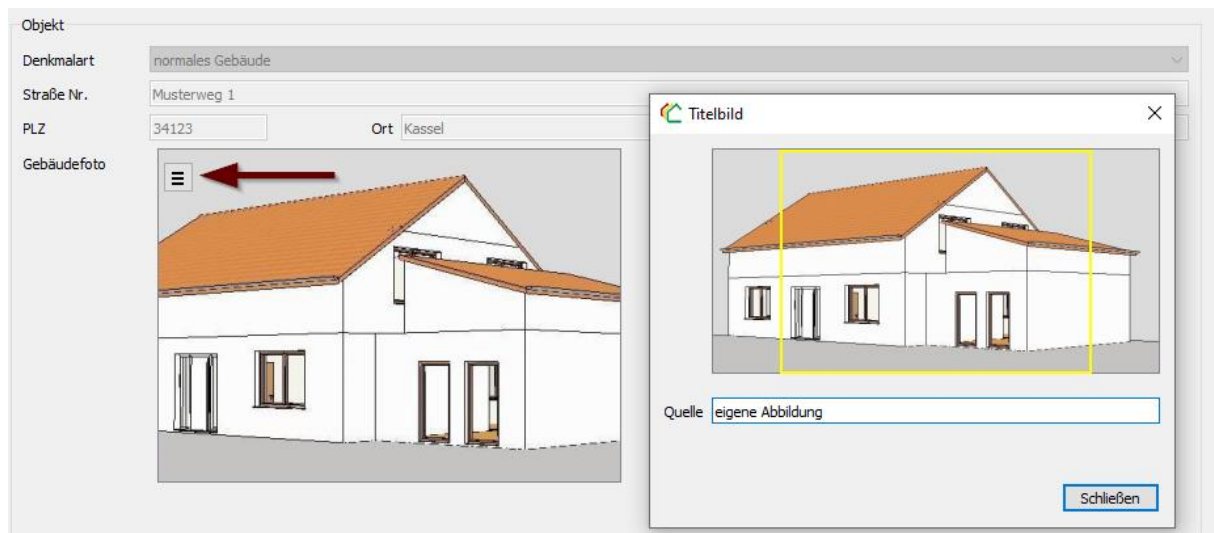 Objekt
Denkmalart normales Gebäude
Straße Nr. Musterweg 1
PLZ 34123 Ort Kassel
Gebäudefoto
Titelbild
Quelle eigene Abbildung
Schließen